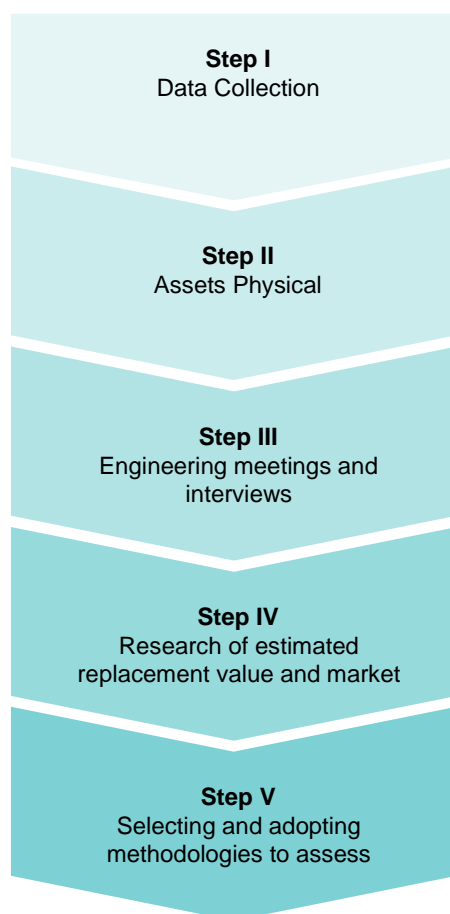 Step I
Data Collection
Step II
Assets Physical
Step III
Engineering meetings and
interviews
Step IV
Research of estimated
replacement value and market
Step V
Selecting and adopting
methodologies to assess